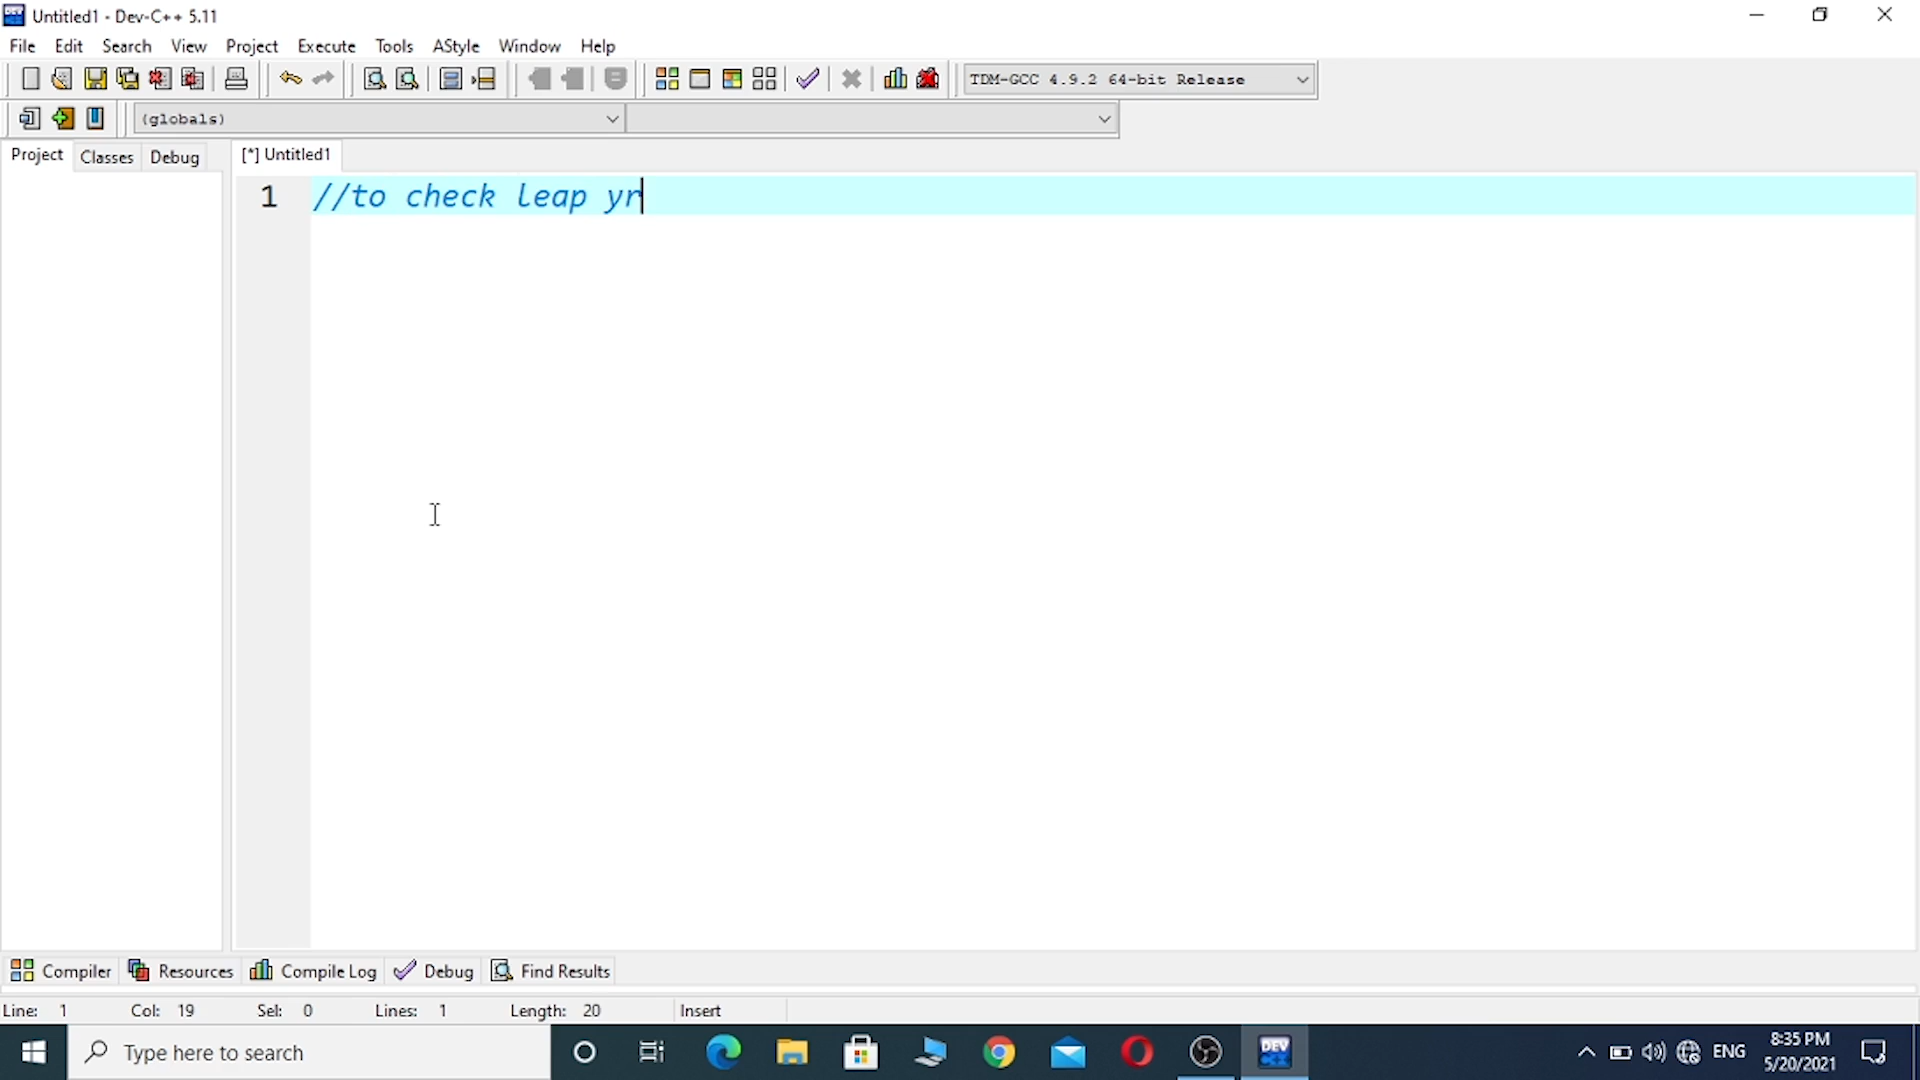 Untitled1 - Dev-C++ 5.11
File Edit Search View Project Execute Tools AStyle Window Help
TDM-GCC 4.9.2 64-bit Release
(globals)
Project Classes Debug [*] Untitled1
1 //to check leap yr
Compiler Resources Compile Log Debug Find Results
Line: 1 Col: 19 Sel: 0 Lines: 1 Length: 20 Insert
Type here to search
DEV
ENG
8:35 PM
5/20/2021